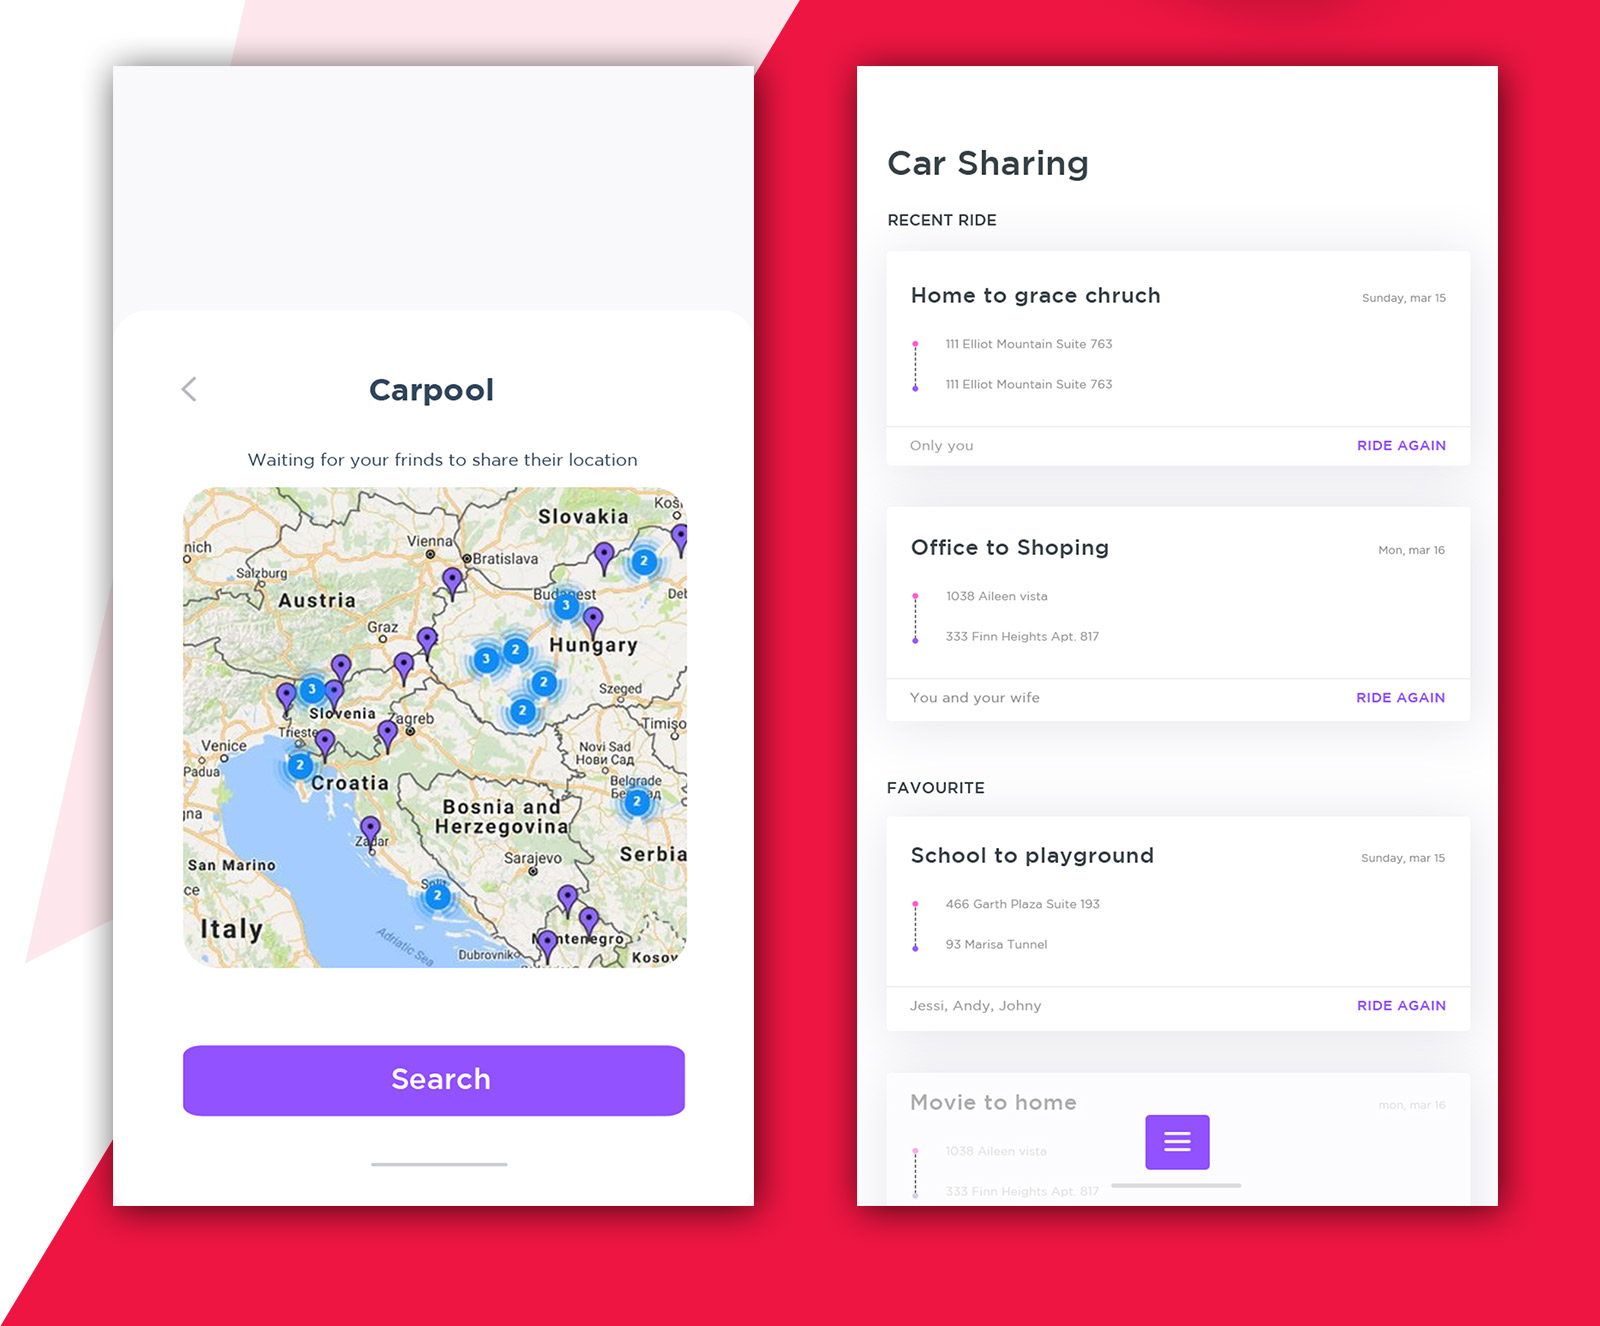 Carpool
Waiting for your frinds to share their location
Slovakia
Vienna
Bratislava
nich
Salzburg
2
Austria
Budapest
3
Graz
Hungary
2
3
2
Szeged
3
2
Slovenia
Zagreb
Trieste
Venice
Padua
2
Novi Sad
Нови Сад
Croatia
Belgrade
2
Bosnia and
Herzegovina
gna
Zadar
San Marino
Sarajevo
Serbia
ce
Split
2
Italy
Adriatic Sea
Montenegro
Dubrovnik
Kosov
Search
Car Sharing
RECENT RIDE
Home to grace chruch
Sunday, mar 15
111 Elliot Mountain Suite 763
111 Elliot Mountain Suite 763
Only you
RIDE AGAIN
Office to Shoping
Mon, mar 16
1038 Aileen vista
333 Finn Heights Apt. 817
You and your wife
RIDE AGAIN
FAVOURITE
School to playground
Sunday, mar 15
466 Garth Plaza Suite 193
93 Marisa Tunnel
Jessi, Andy, Johny
RIDE AGAIN
Movie to home
mon, mar 16
1038 Aileen vista
333 Finn Heights Apt. 817